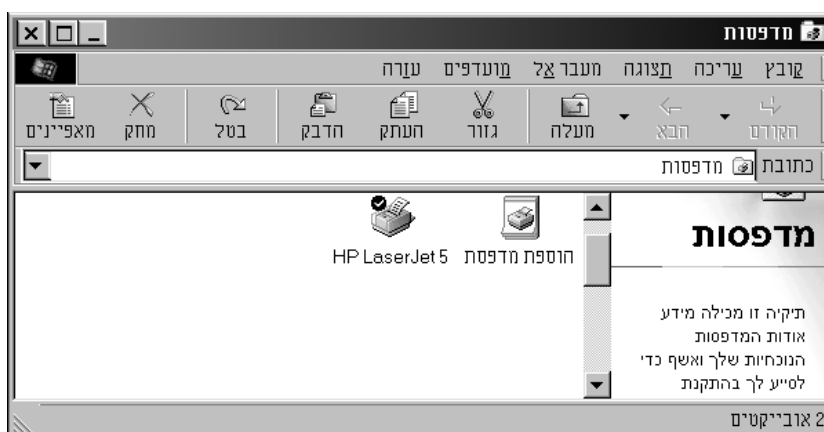 מדפסות
קובץ עריכה תצוגה מעבר אל מועדפים עזרה
הקודם הבא מעלה גזור העתק הדבק בטל מחק מאפיינים
כתובת מדפסות
מדפסות
תיקיה זו מכילה מידע
אודות המדפסות
הנוכחיות שלך ואשף כדי
לסייע לך בהתקנת
הוספת מדפסת HP LaserJet 5
2 אובייקטים